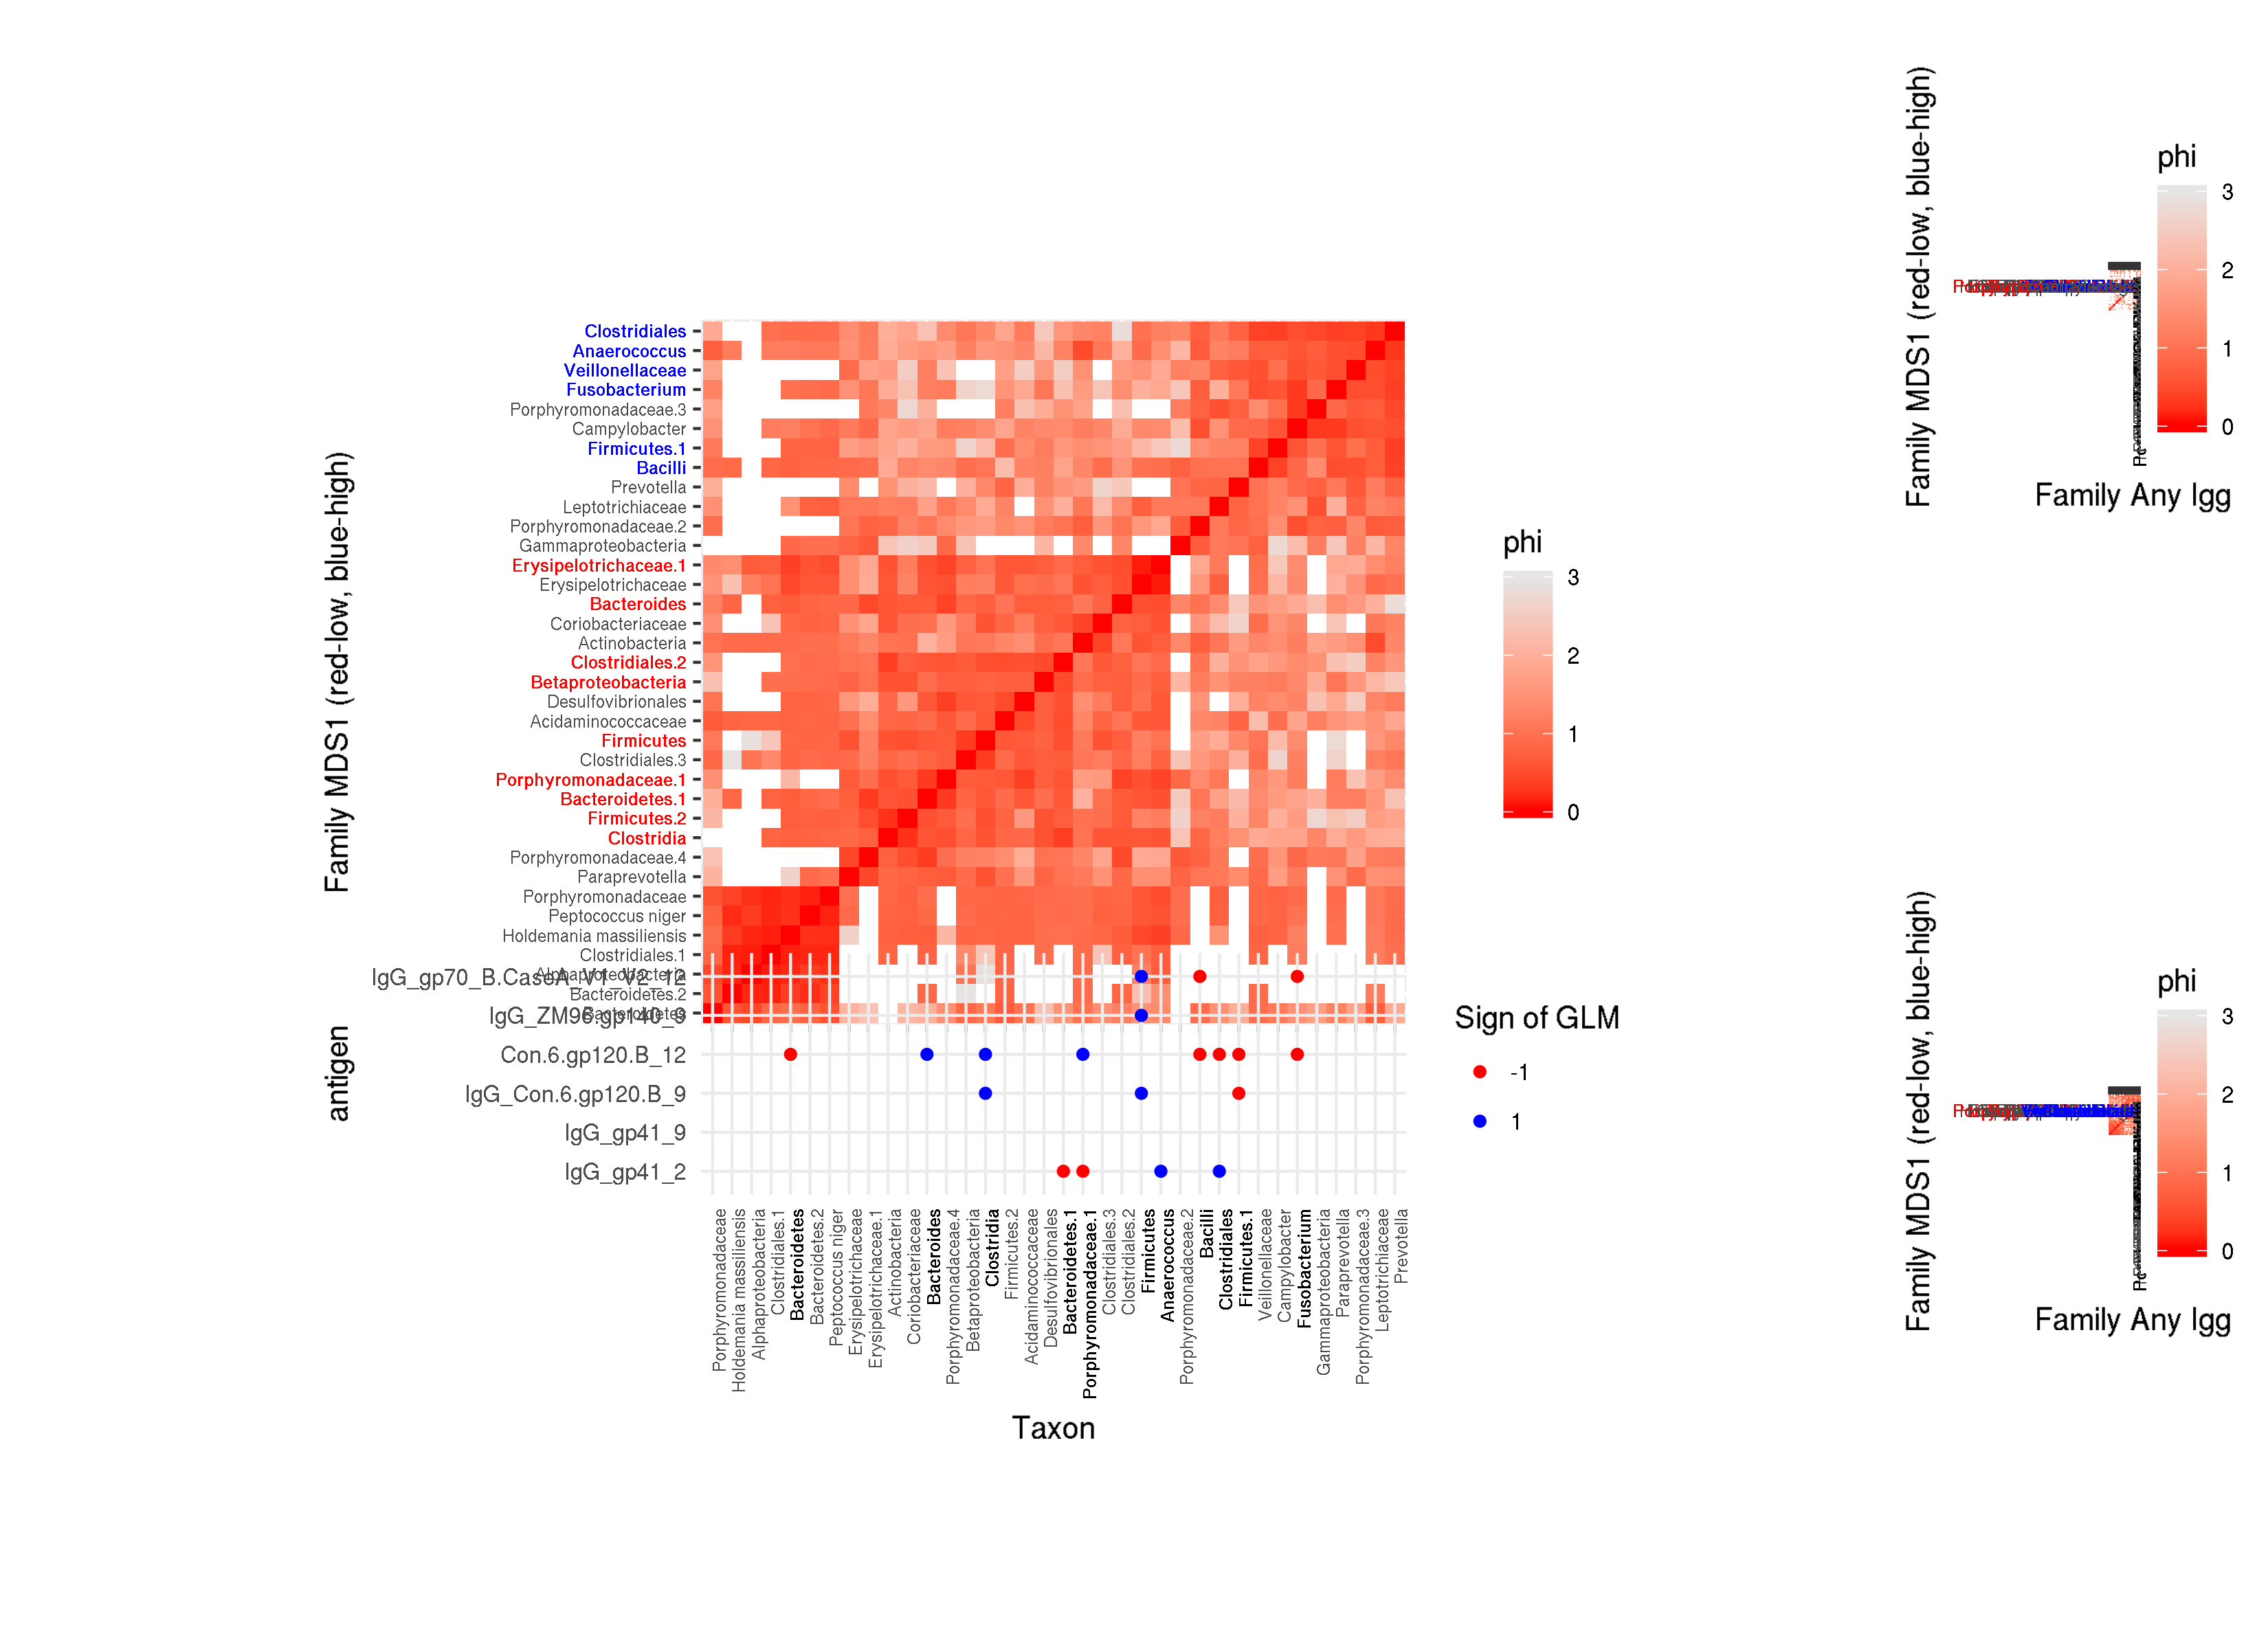 Family MDS1 (red-low, blue-high)
Clostridiales
Anaerococcus
Veillonellaceae
Fusobacterium
Porphyromonadaceae.3
Campylobacter
Firmicutes.1
Bacilli
Prevotella
Leptotrichiaceae
Porphyromonadaceae.2
Gammaproteobacteria
Erysipelotrichaceae.1
Erysipelotrichaceae
Bacteroides
Coriobacteriaceae
Actinobacteria
Clostridiales.2
Betaproteobacteria
Desulfovibrionales
Acidaminococcaceae
Firmicutes
Clostridiales.3
Porphyromonadaceae.1
Bacteroidetes.1
Firmicutes.2
Clostridia
Porphyromonadaceae.4
Paraprevotella
Porphyromonadaceae
Peptococcus niger
Holdemania massiliensis
Clostridiales.1
Alphaproteobacteria
Bacteroidetes.2
Bacteroidetes
phi
3
2
1
0
antigen
IgG_gp70_B.CaseA_V1_V2_12
IgG_ZM96.gp140_9
Con.6.gp120.B_12
IgG_Con.6.gp120.B_9
IgG_gp41_9
IgG_gp41_2
Sign of GLM
-1
1
Porphyromonadaceae
Holdemania massiliensis
Alphaproteobacteria
Clostridiales.1
Bacteroidetes
Bacteroidetes.2
Peptococcus niger
Erysipelotrichaceae
Erysipelotrichaceae.1
Actinobacteria
Coriobacteriaceae
Bacteroides
Porphyromonadaceae.4
Betaproteobacteria
Clostridia
Firmicutes.2
Acidaminococcaceae
Desulfovibrionales
Bacteroidetes.1
Porphyromonadaceae.1
Clostridiales.3
Clostridiales.2
Firmicutes
Anaerococcus
Porphyromonadaceae.2
Bacilli
Clostridiales
Firmicutes.1
Veillonellaceae
Campylobacter
Fusobacterium
Gammaproteobacteria
Paraprevotella
Porphyromonadaceae.3
Leptotrichiaceae
Prevotella
Taxon
Family MDS1 (red-low, blue-high)
phi
3
2
1
0
Family Any Igg
Family MDS1 (red-low, blue-high)
phi
3
2
1
0
Family Any Igg